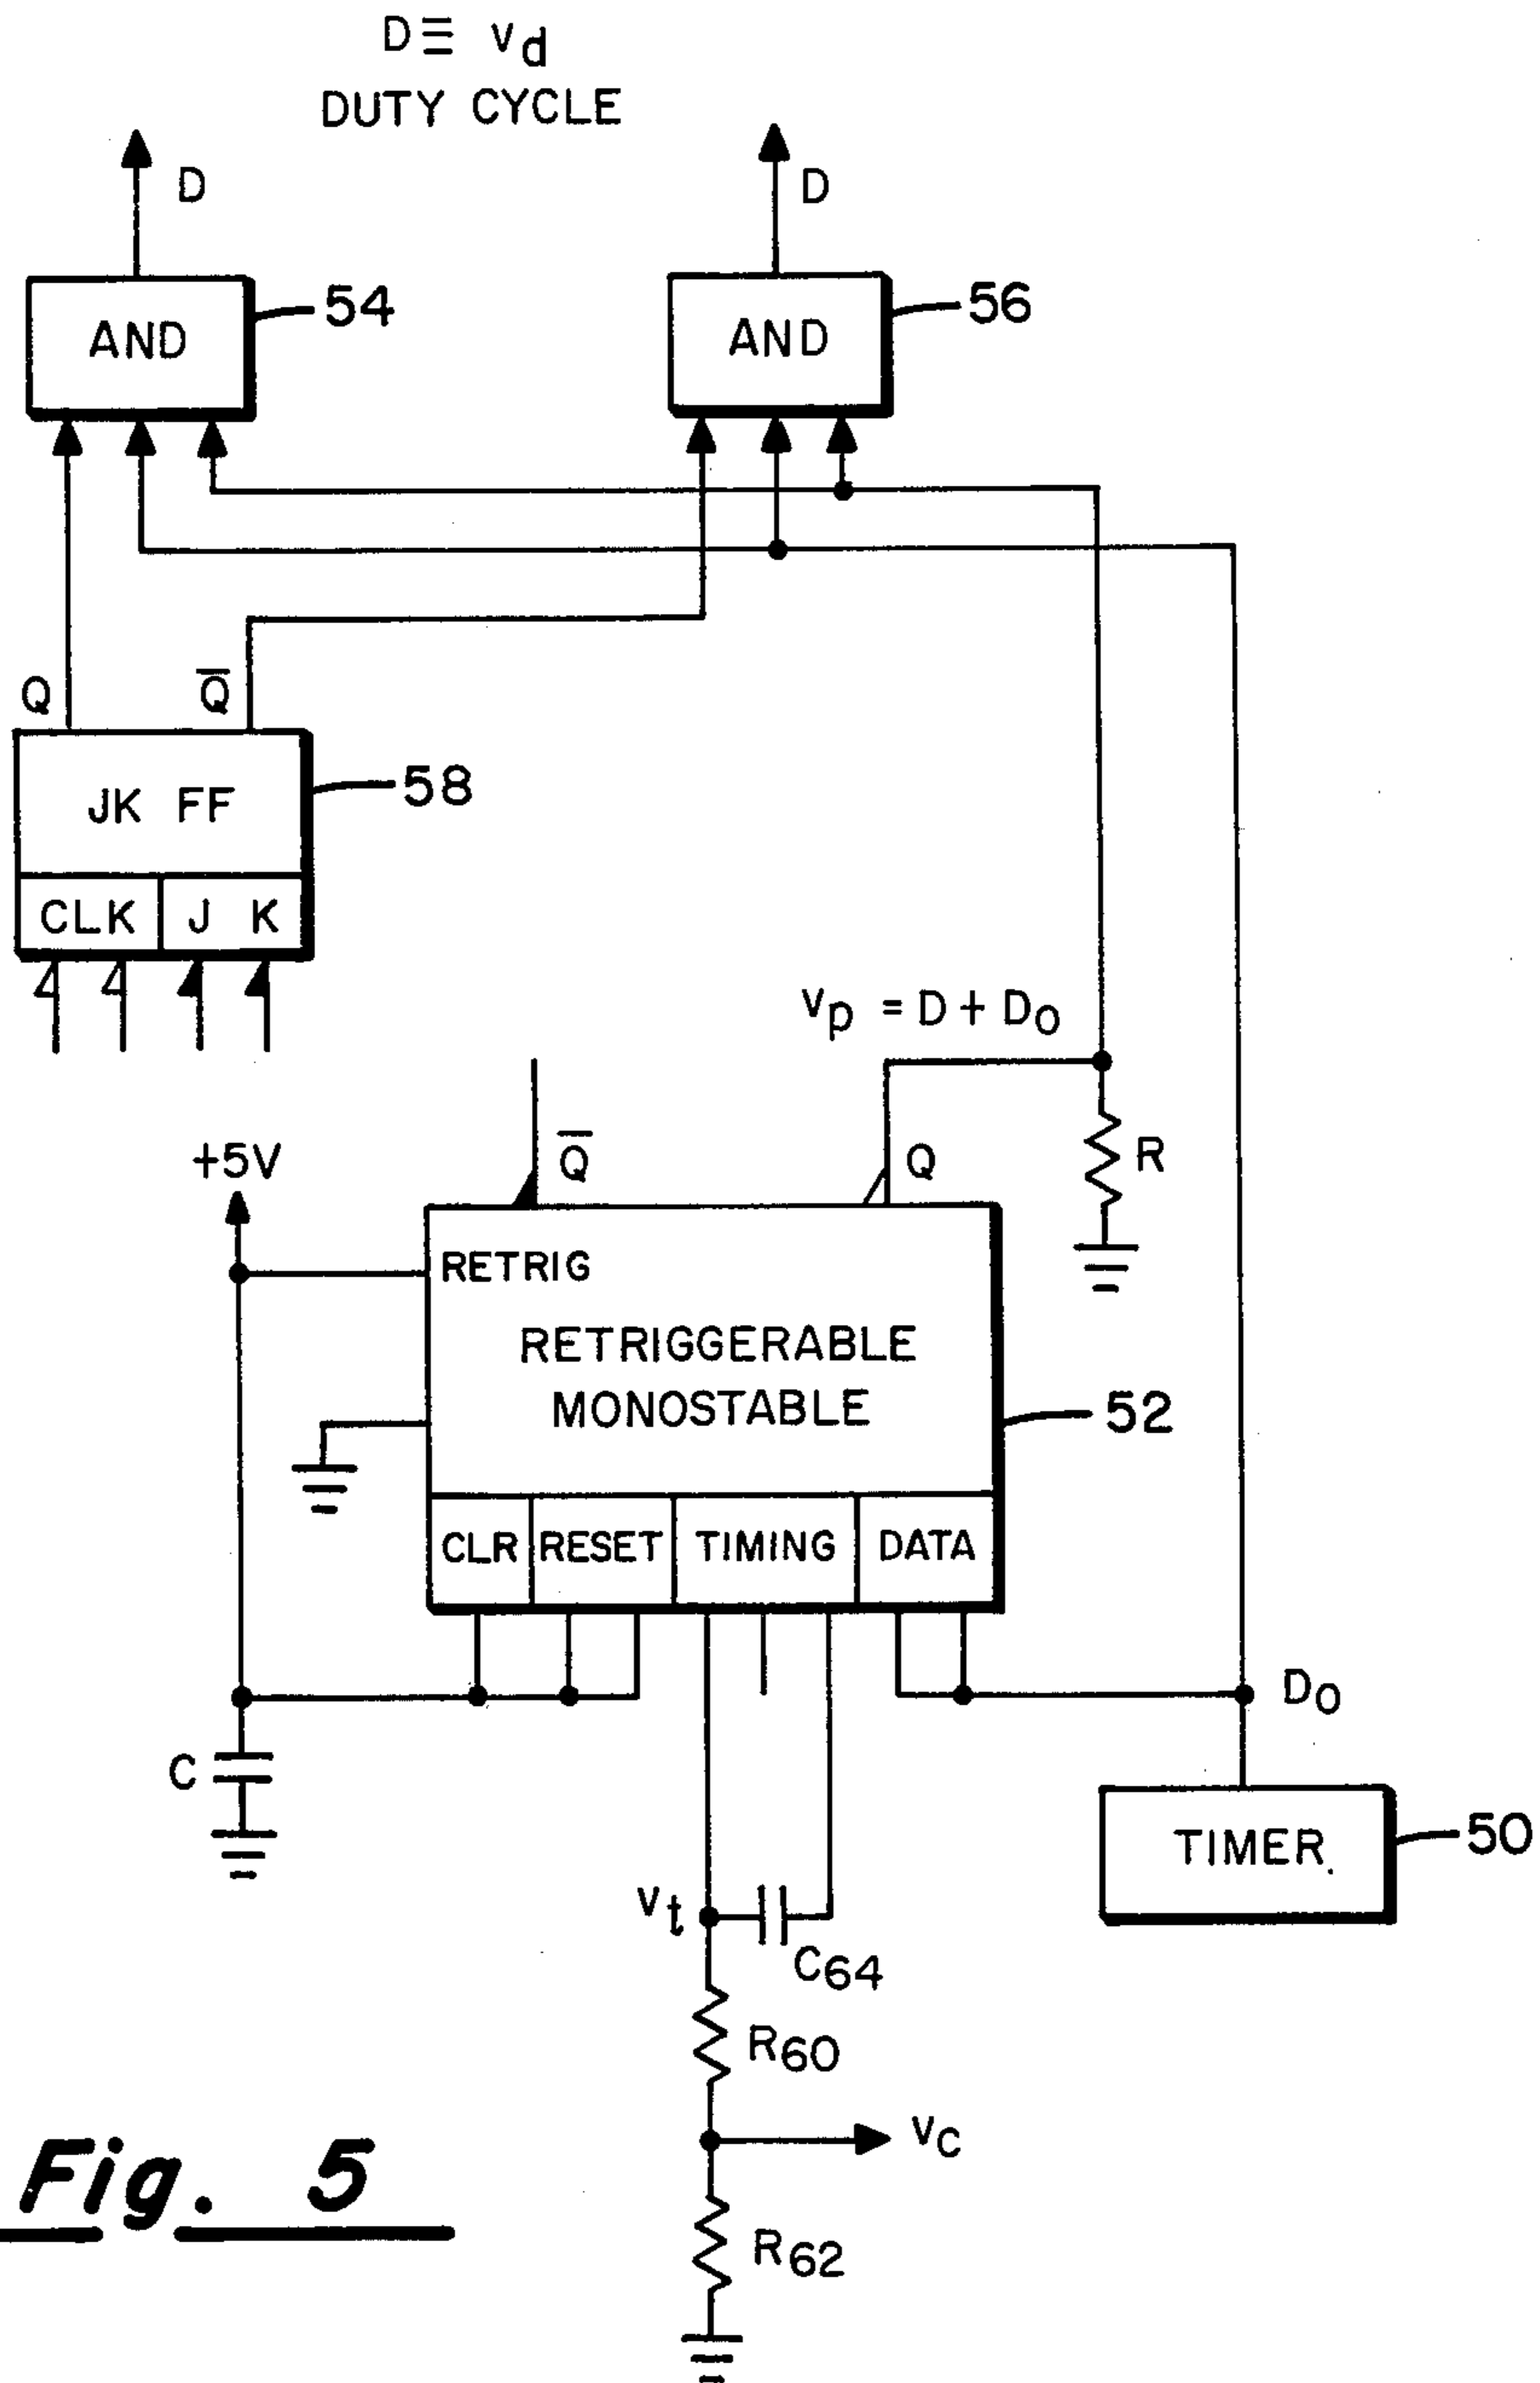 D ≡ vd
DUTY CYCLE
D
D
AND
54
AND
56
Q
Q̅
JK FF
58
CLK
J K
vp = D + Do
+5V
Q̅
Q
R
RETRIG
RETRIGGERABLE
MONOSTABLE
52
CLR
RESET
TIMING
DATA
Do
C
TIMER
50
vt
C64
R60
vc
R62
Fig. 5